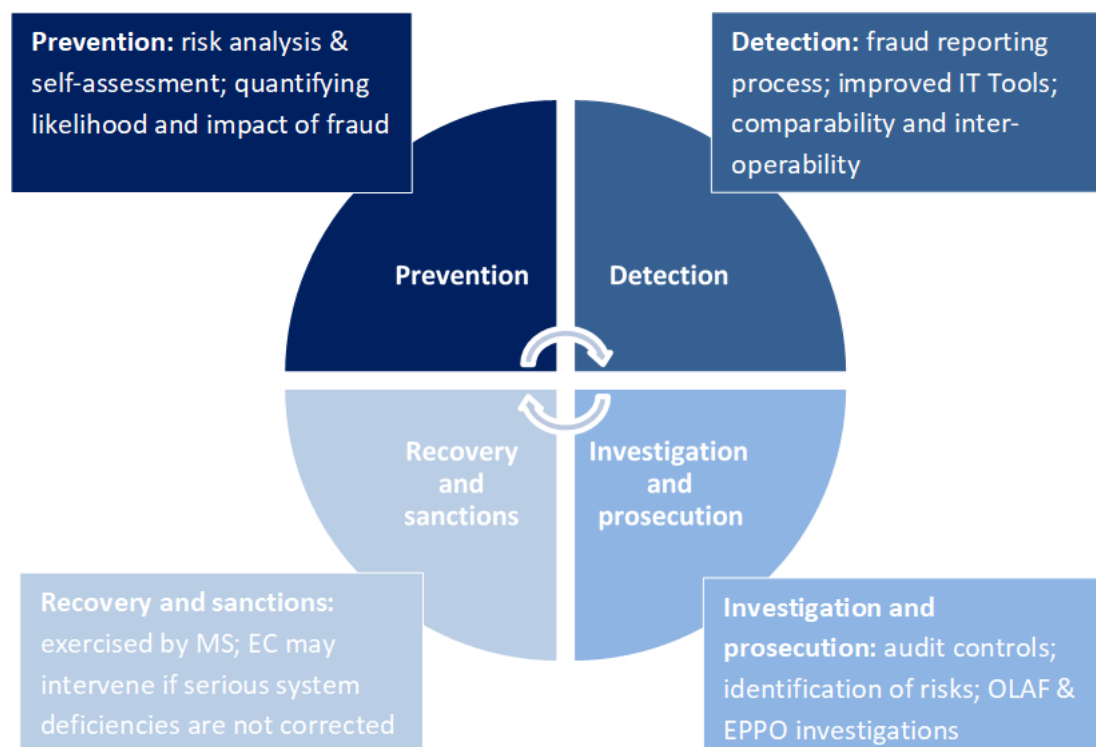 Prevention: risk analysis &
self-assessment; quantifying
likelihood and impact of fraud
Detection: fraud reporting
process; improved IT Tools;
comparability and inter-
operability
Prevention
Detection
Recovery
and
sanctions
Investigation
and
prosecution
Recovery and sanctions:
exercised by MS; EC may
intervene if serious system
deficiencies are not corrected
Investigation and
prosecution: audit controls;
identification of risks; OLAF &
EPPO investigations